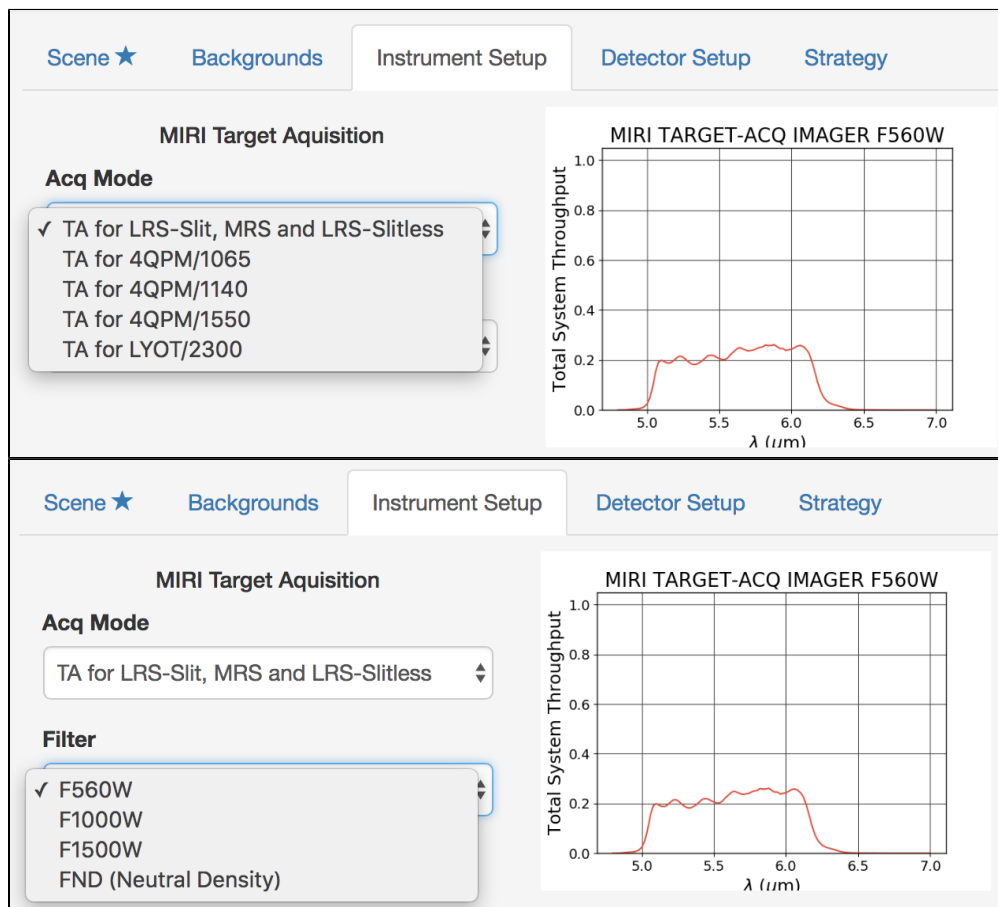 Scene ★ Backgrounds Instrument Setup Detector Setup Strategy
MIRI Target Aquisition
Acq Mode
✓ TA for LRS-Slit, MRS and LRS-Slitless
TA for 4QPM/1065
TA for 4QPM/1140
TA for 4QPM/1550
TA for LYOT/2300
MIRI TARGET-ACQ IMAGER F560W
Total System Throughput
1.0
0.8
0.6
0.4
0.2
0.0
5.0 5.5 6.0 6.5 7.0
λ (um)
Scene ★ Backgrounds Instrument Setup Detector Setup Strategy
MIRI Target Aquisition
Acq Mode
TA for LRS-Slit, MRS and LRS-Slitless
Filter
✓ F560W
F1000W
F1500W
FND (Neutral Density)
MIRI TARGET-ACQ IMAGER F560W
Total System Throughput
1.0
0.8
0.6
0.4
0.2
0.0
5.0 5.5 6.0 6.5 7.0
λ (um)